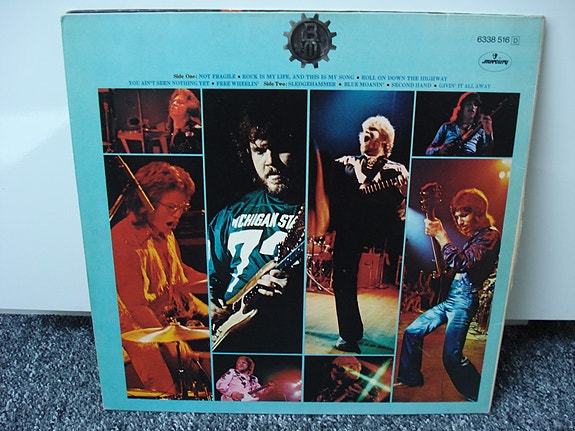 6338 516 D
mercury
Side One: NOT FRAGILE • ROCK IS MY LIFE, AND THIS IS MY SONG • ROLL ON DOWN THE HIGHWAY
YOU AIN'T SEEN NOTHING YET • FREE WHEELIN' Side Two: SLEDGEHAMMER • BLUE MOANIN' • SECOND HAND • GIVIN' IT ALL AWAY
MICHIGAN ST